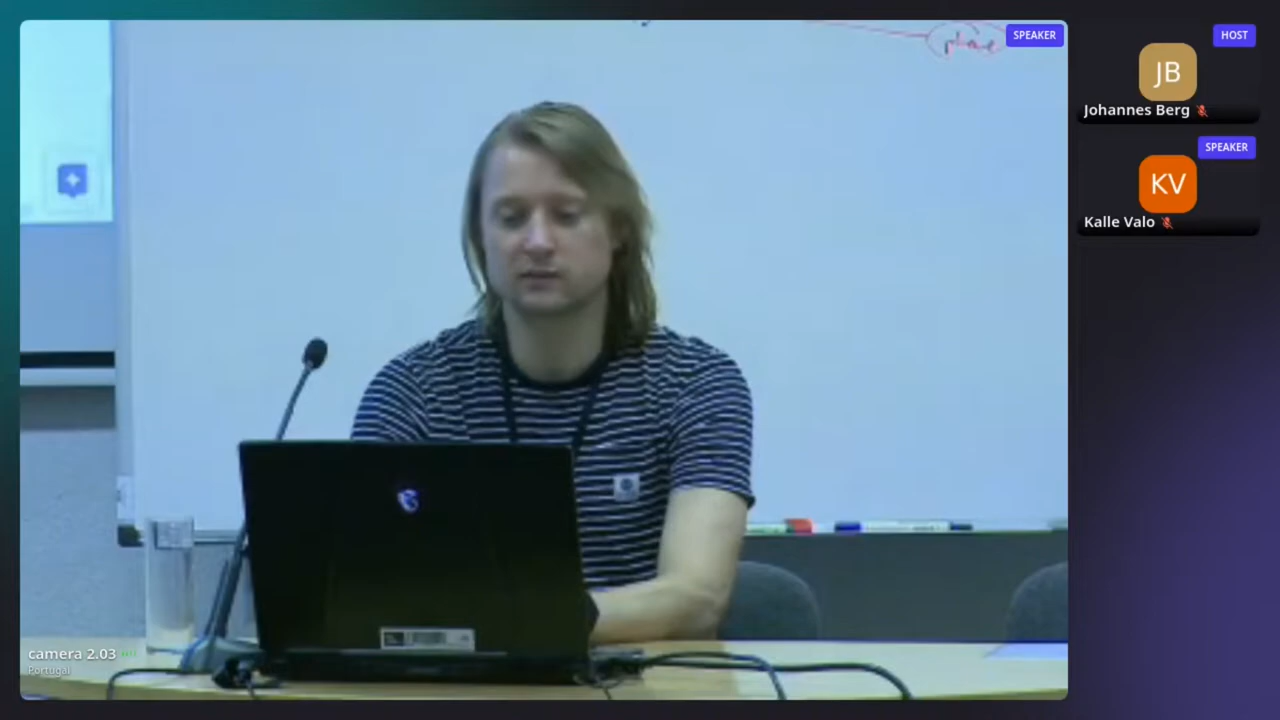 SPEAKER
HOST
JB
Johannes Berg
SPEAKER
KV
Kalle Valo
camera 2.03
Portugal